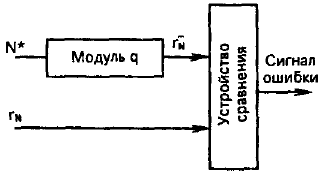 N*
Модуль q
r̄N
Устройство
сравнения
Сигнал
ошибки
rN